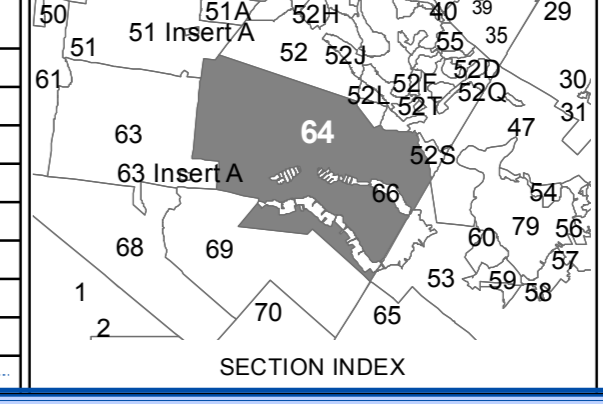 50 51A 52H 40 39 29
51 51 Insert A 52 52J 55 35
61 52L 52F 52D 52Q 30
52T 31
63 64 47
63 Insert A 52S
66 54
68 69 60 79 56
1 53 59 58 57
2 70 65
SECTION INDEX